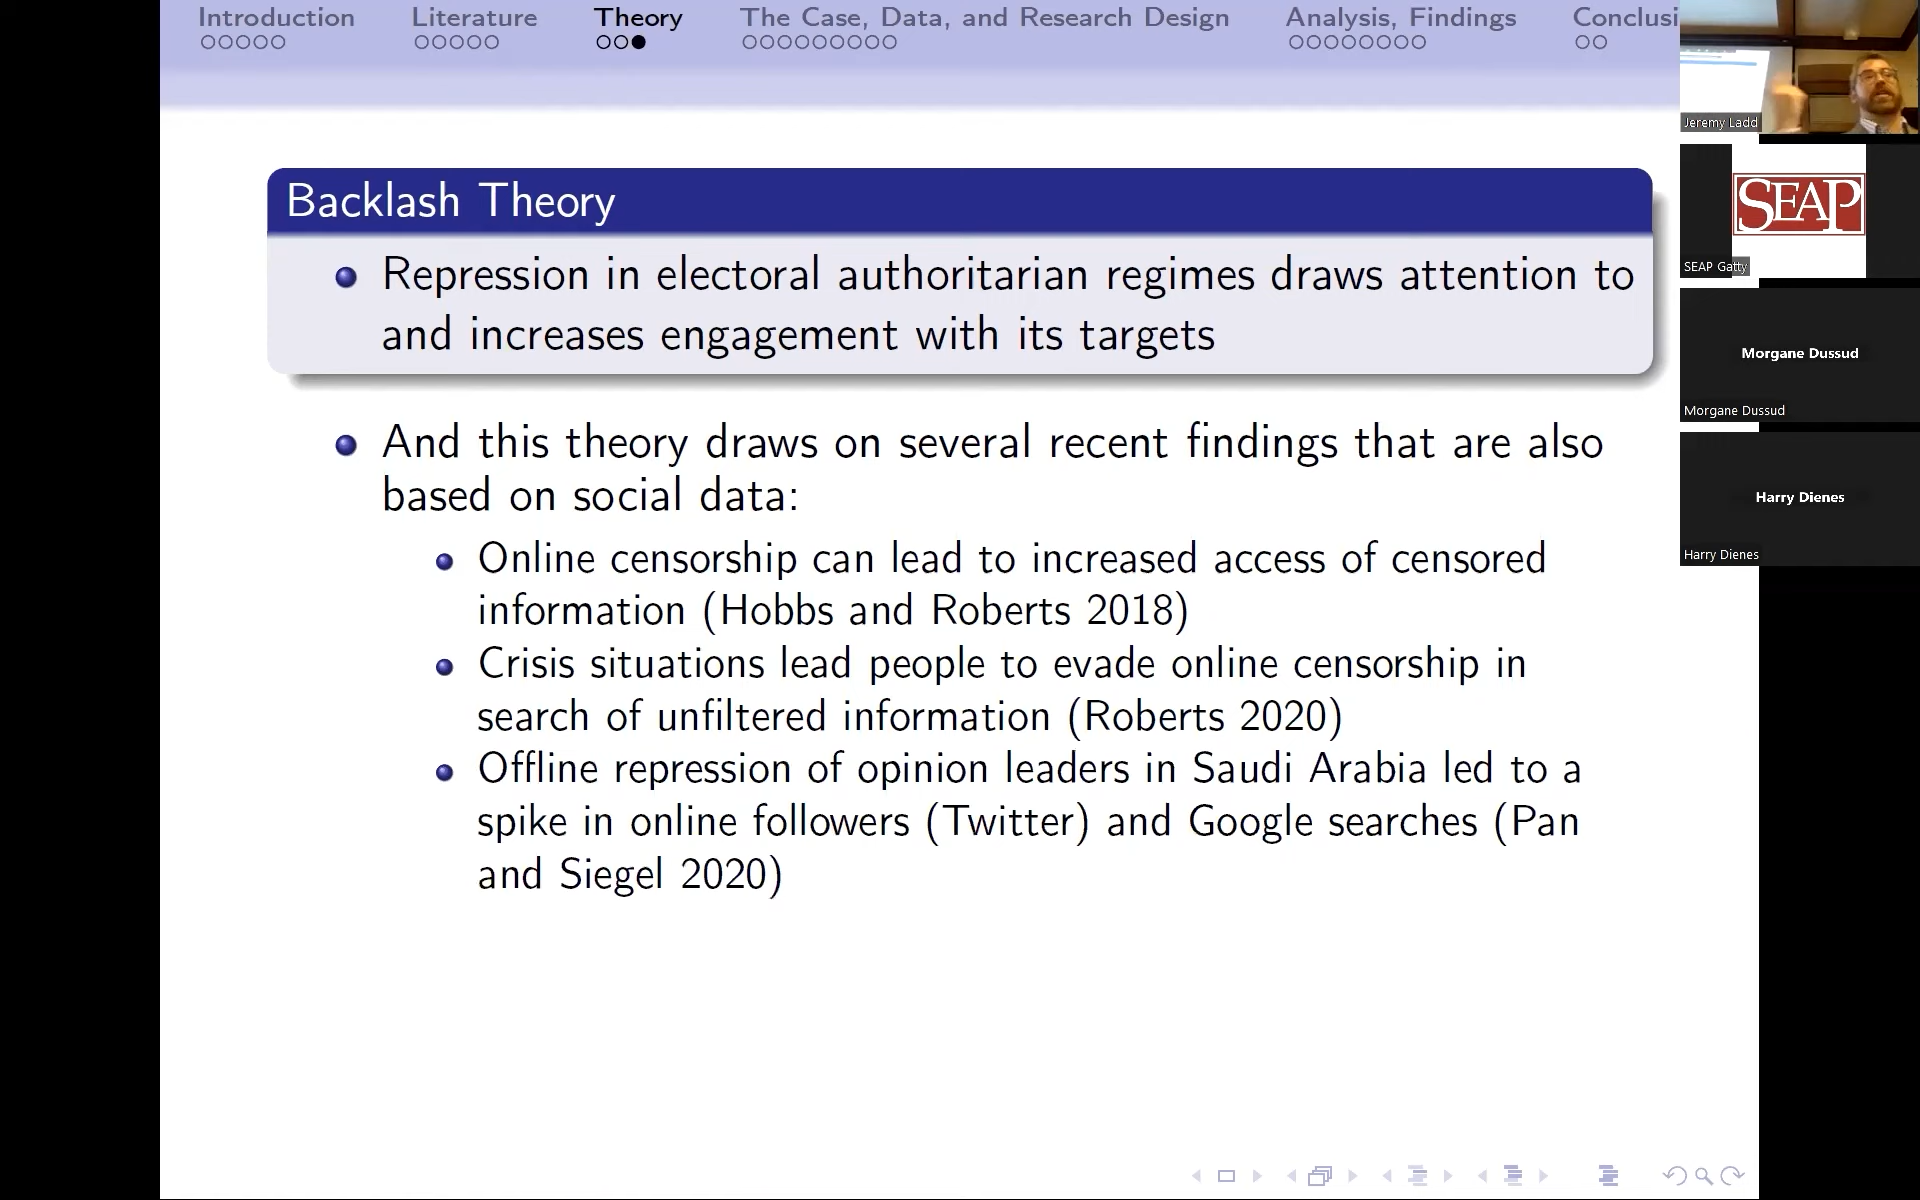 Introduction
Literature
Theory
The Case, Data, and Research Design
Analysis, Findings
Conclusi
Jeremy Ladd
Backlash Theory
Repression in electoral authoritarian regimes draws attention to
and increases engagement with its targets
And this theory draws on several recent findings that are also
based on social data:
Online censorship can lead to increased access of censored
information (Hobbs and Roberts 2018)
Crisis situations lead people to evade online censorship in
search of unfiltered information (Roberts 2020)
Offline repression of opinion leaders in Saudi Arabia led to a
spike in online followers (Twitter) and Google searches (Pan
and Siegel 2020)
SEAP
SEAP Gatty
Morgane Dussud
Morgane Dussud
Harry Dienes
Harry Dienes